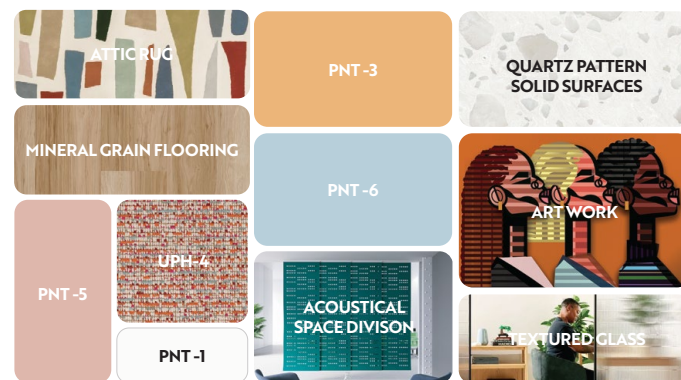 ATTIC RUG
MINERAL GRAIN FLOORING
PNT -5
UPH-4
PNT -1
PNT -3
PNT -6
ACOUSTICAL
SPACE DIVISON
QUARTZ PATTERN
SOLID SURFACES
ART WORK
TEXTURED GLASS